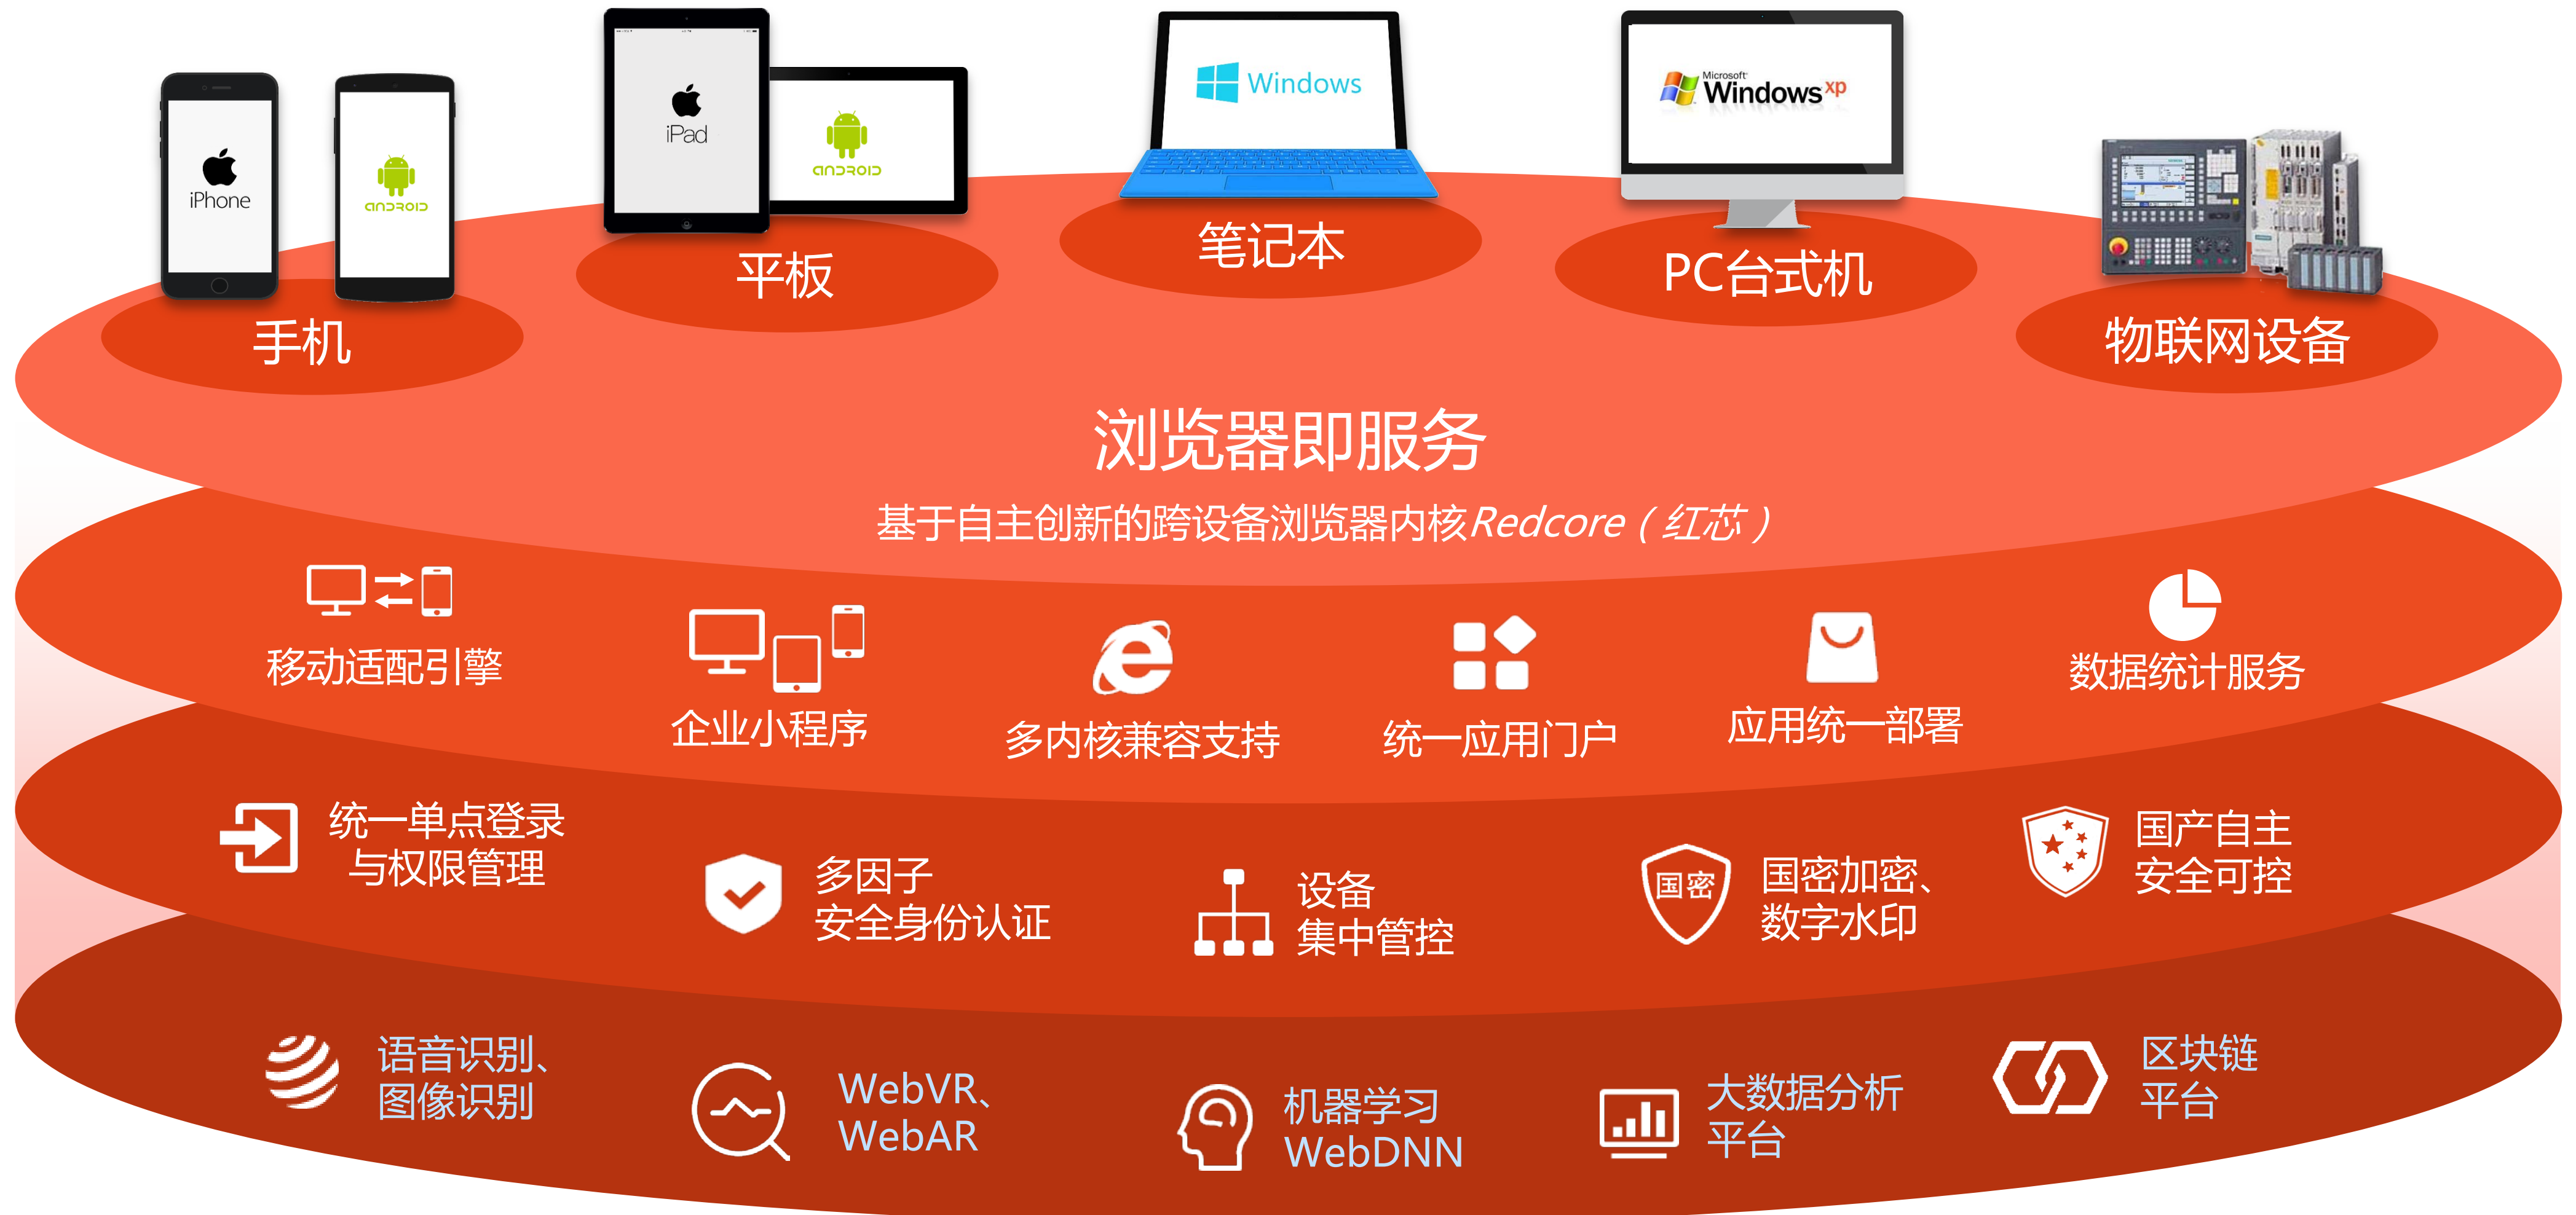 iPhone
ANDROID
iPad
ANDROID
Windows
Microsoft
Windows xp
手机
平板
笔记本
PC台式机
物联网设备
浏览器即服务
基于自主创新的跨设备浏览器内核Redcore（红芯）
移动适配引擎
企业小程序
多内核兼容支持
统一应用门户
应用统一部署
数据统计服务
统一单点登录
与权限管理
多因子
安全身份认证
设备
集中管控
国密
国密加密、
数字水印
国产自主
安全可控
语音识别、
图像识别
WebVR、
WebAR
机器学习
WebDNN
大数据分析
平台
区块链
平台